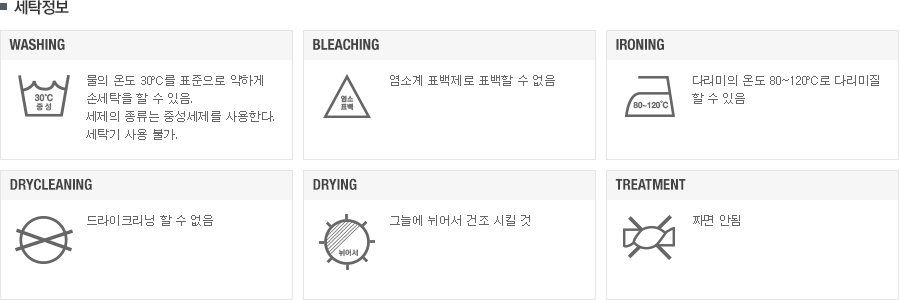 세탁정보
WASHING
30℃
중성
물의 온도 30℃를 표준으로 약하게
손세탁을 할 수 있음.
세제의 종류는 중성세제를 사용한다.
세탁기 사용 불가.
BLEACHING
염소
표백
염소계 표백제로 표백할 수 없음
IRONING
80~120℃
다리미의 온도 80~120℃로 다리미질
할 수 있음
DRYCLEANING
드라이크리닝 할 수 없음
DRYING
뉘어서
그늘에 뉘어서 건조 시킬 것
TREATMENT
짜면 안됨